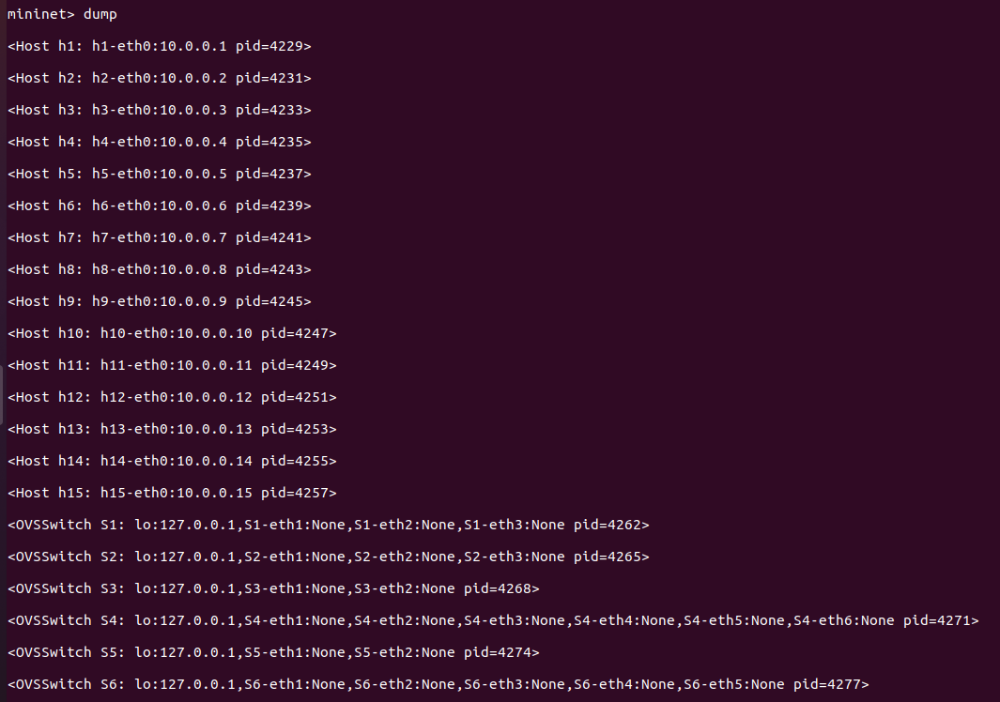 mininet> dump
<Host h1: h1-eth0:10.0.0.1 pid=4229>
<Host h2: h2-eth0:10.0.0.2 pid=4231>
<Host h3: h3-eth0:10.0.0.3 pid=4233>
<Host h4: h4-eth0:10.0.0.4 pid=4235>
<Host h5: h5-eth0:10.0.0.5 pid=4237>
<Host h6: h6-eth0:10.0.0.6 pid=4239>
<Host h7: h7-eth0:10.0.0.7 pid=4241>
<Host h8: h8-eth0:10.0.0.8 pid=4243>
<Host h9: h9-eth0:10.0.0.9 pid=4245>
<Host h10: h10-eth0:10.0.0.10 pid=4247>
<Host h11: h11-eth0:10.0.0.11 pid=4249>
<Host h12: h12-eth0:10.0.0.12 pid=4251>
<Host h13: h13-eth0:10.0.0.13 pid=4253>
<Host h14: h14-eth0:10.0.0.14 pid=4255>
<Host h15: h15-eth0:10.0.0.15 pid=4257>
<OVSSwitch S1: lo:127.0.0.1,S1-eth1:None,S1-eth2:None,S1-eth3:None pid=4262>
<OVSSwitch S2: lo:127.0.0.1,S2-eth1:None,S2-eth2:None,S2-eth3:None pid=4265>
<OVSSwitch S3: lo:127.0.0.1,S3-eth1:None,S3-eth2:None pid=4268>
<OVSSwitch S4: lo:127.0.0.1,S4-eth1:None,S4-eth2:None,S4-eth3:None,S4-eth4:None,S4-eth5:None,S4-eth6:None pid=4271>
<OVSSwitch S5: lo:127.0.0.1,S5-eth1:None,S5-eth2:None pid=4274>
<OVSSwitch S6: lo:127.0.0.1,S6-eth1:None,S6-eth2:None,S6-eth3:None,S6-eth4:None,S6-eth5:None pid=4277>